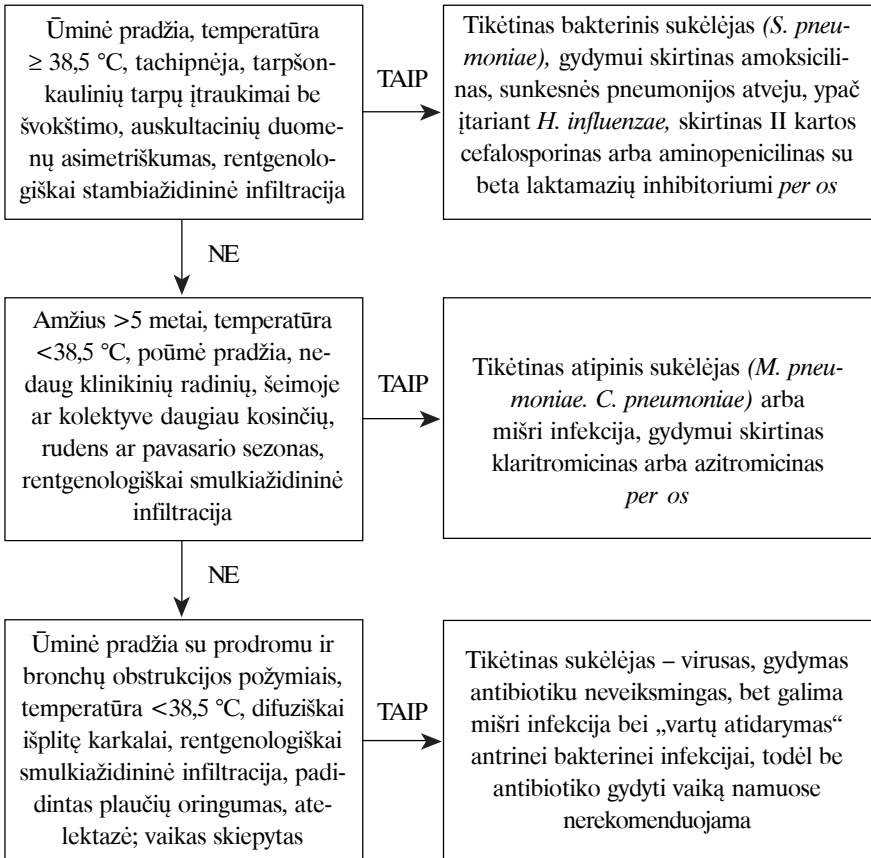 Ūminė pradžia, temperatūra
≥ 38,5 °C, tachipnėja, tarpšon-
kaulinių tarpų įtraukimai be
švokštimo, auskultacinių duome-
nų asimetriškumas, rentgenolo-
giškai stambiažidininė infiltracija
TAIP
Tikėtinas bakterinis sukėlėjas (S. pneu-
moniae), gydymui skirtinas amoksicili-
nas, sunkesnės pneumonijos atveju, ypač
įtariant H. influenzae, skirtinas II kartos
cefalosporinas arba aminopenicilinas su
beta laktamazių inhibitoriumi per os
NE
Amžius >5 metai, temperatūra
<38,5 °C, poūmė pradžia, ne-
daug klinikinių radinių, šeimoje
ar kolektyve daugiau kosinčių,
rudens ar pavasario sezonas,
rentgenologiškai smulkiažidininė
infiltracija
TAIP
Tikėtinas atipinis sukėlėjas (M. pneu-
moniae. C. pneumoniae) arba
mišri infekcija, gydymui skirtinas
klaritromicinas arba azitromicinas
per os
NE
Ūminė pradžia su prodromu ir
bronchų obstrukcijos požymiais,
temperatūra <38,5 °C, difuziškai
išplitę karkalai, rentgenologiškai
smulkiažidininė infiltracija, padi-
dintas plaučių oringumas, ate-
lektazė; vaikas skiepytas
TAIP
Tikėtinas sukėlėjas – virusas, gydymas
antibiotiku neveiksmingas, bet galima
mišri infekcija bei „vartų atidarymas“
antrinei bakterinei infekcijai, todėl be
antibiotiko gydyti vaiką namuose
nerekomenduojama